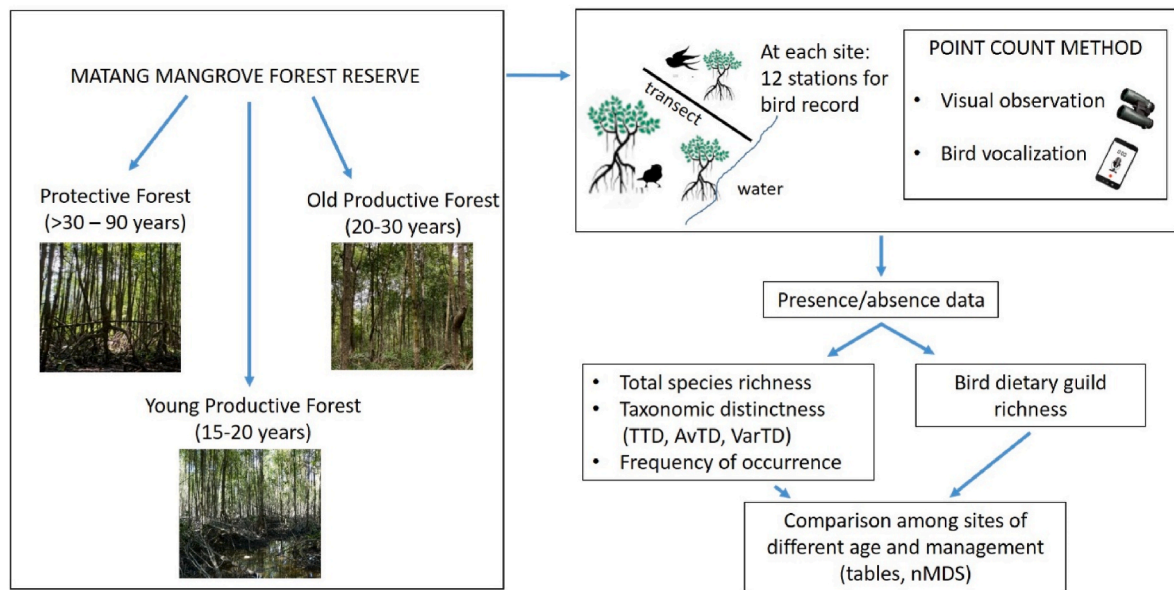 MATANG MANGROVE FOREST RESERVE
Protective Forest
(>30 – 90 years)
Old Productive Forest
(20-30 years)
Young Productive Forest
(15-20 years)
transect
water
At each site:
12 stations for
bird record
POINT COUNT METHOD
• Visual observation
• Bird vocalization
Presence/absence data
• Total species richness
• Taxonomic distinctness
(TTD, AvTD, VarTD)
• Frequency of occurrence
Bird dietary guild
richness
Comparison among sites of
different age and management
(tables, nMDS)